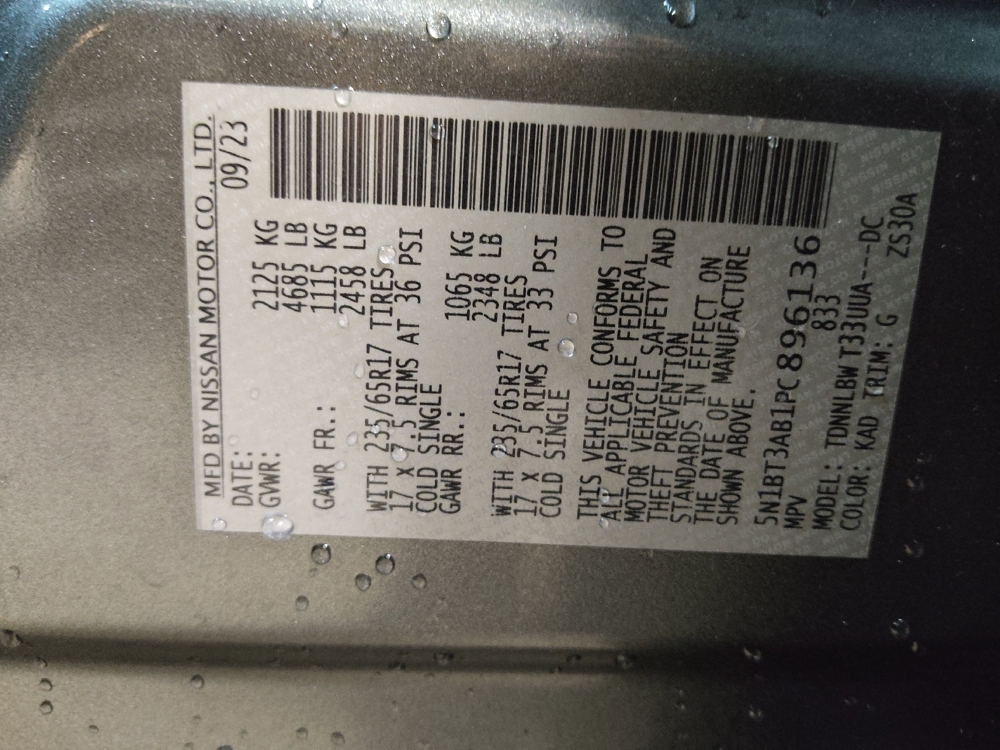 MFD BY NISSAN MOTOR CO., LTD.
DATE: 09/23
GVWR: 2125 KG
4685 LB
GAWR FR.: 1115 KG
2458 LB
WITH 235/65R17 TIRES
17 X 7.5 RIMS AT 36 PSI
COLD SINGLE
GAWR RR.: 1065 KG
2348 LB
WITH 235/65R17 TIRES
17 X 7.5 RIMS AT 33 PSI
COLD SINGLE
THIS VEHICLE CONFORMS TO
ALL APPLICABLE FEDERAL
MOTOR VEHICLE SAFETY AND
THEFT PREVENTION
STANDARDS IN EFFECT ON
THE DATE OF MANUFACTURE
SHOWN ABOVE.
5N1BT3AB1PC896136
MPV 833
MODEL: TDNNLBWT33UUA---DC
COLOR: KAD TRIM: G ZS30A